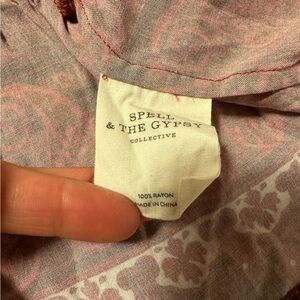 SPELL
& THE GYPSY
COLLECTIVE
100% RAYON
MADE IN CHINA